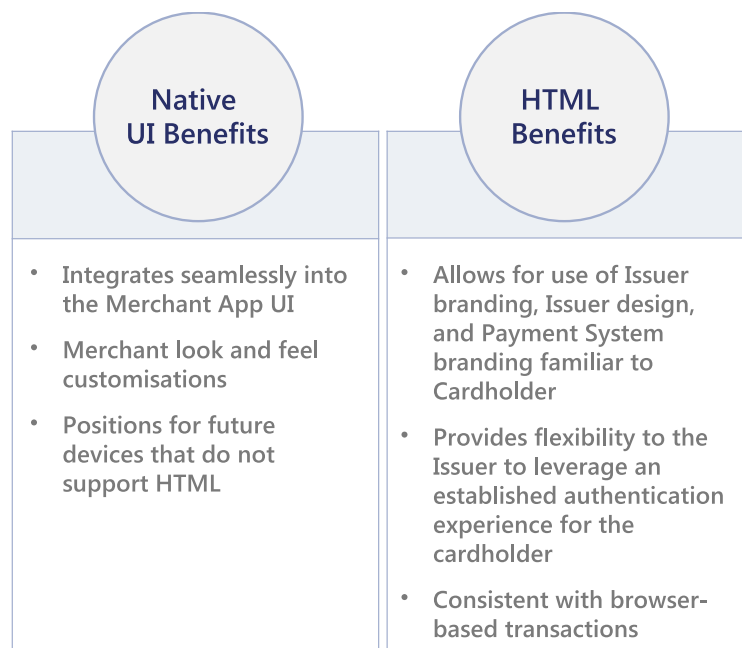 Native
UI Benefits
• Integrates seamlessly into
the Merchant App UI
• Merchant look and feel
customisations
• Positions for future
devices that do not
support HTML
HTML
Benefits
• Allows for use of Issuer
branding, Issuer design,
and Payment System
branding familiar to
Cardholder
• Provides flexibility to the
Issuer to leverage an
established authentication
experience for the
cardholder
• Consistent with browser-
based transactions